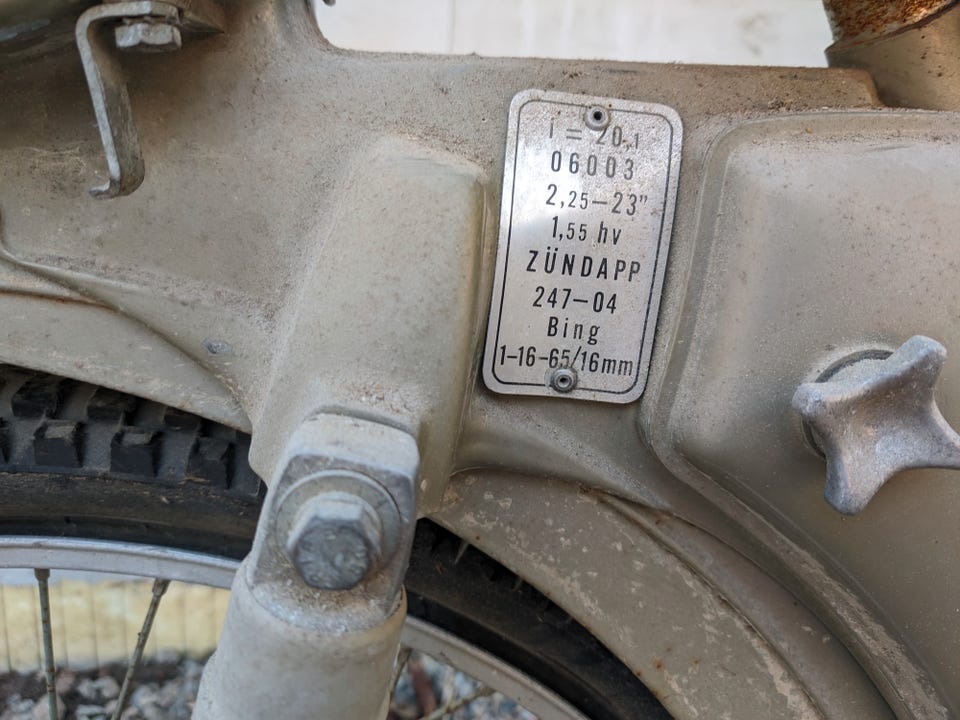 i = 20,1
06003
2,25-23"
1,55 hv
ZÜNDAPP
247-04
Bing
1-16-65/16mm